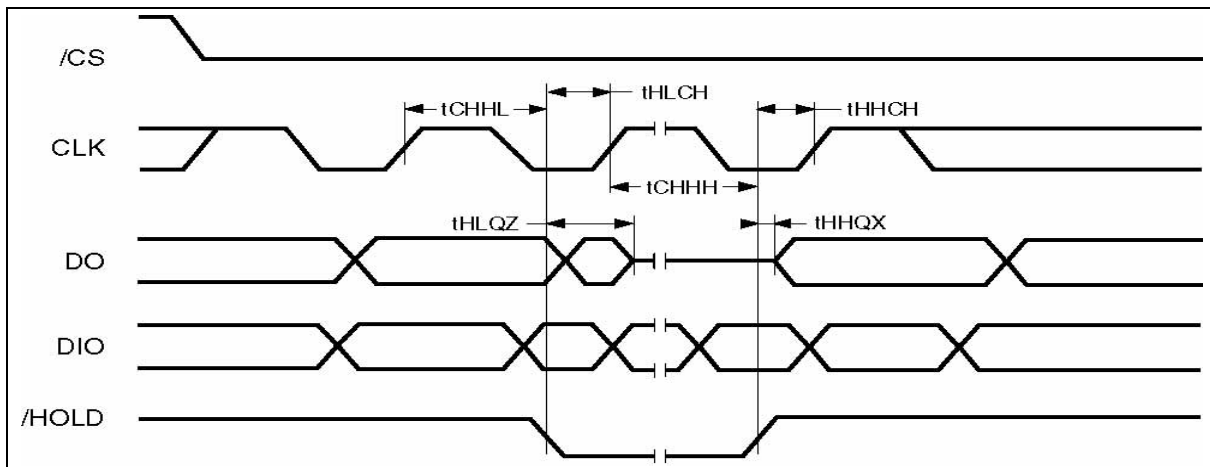 /CS
tHLCH
tHHCH
tCHHL
CLK
tCHHH
tHLQZ
tHHQX
DO
DIO
/HOLD